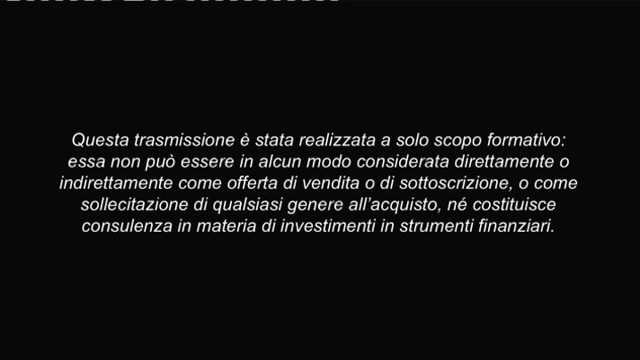 Questa trasmissione è stata realizzata a solo scopo formativo:
essa non può essere in alcun modo considerata direttamente o
indirettamente come offerta di vendita o di sottoscrizione, o come
sollecitazione di qualsiasi genere all'acquisto, né costituisce
consulenza in materia di investimenti in strumenti finanziari.